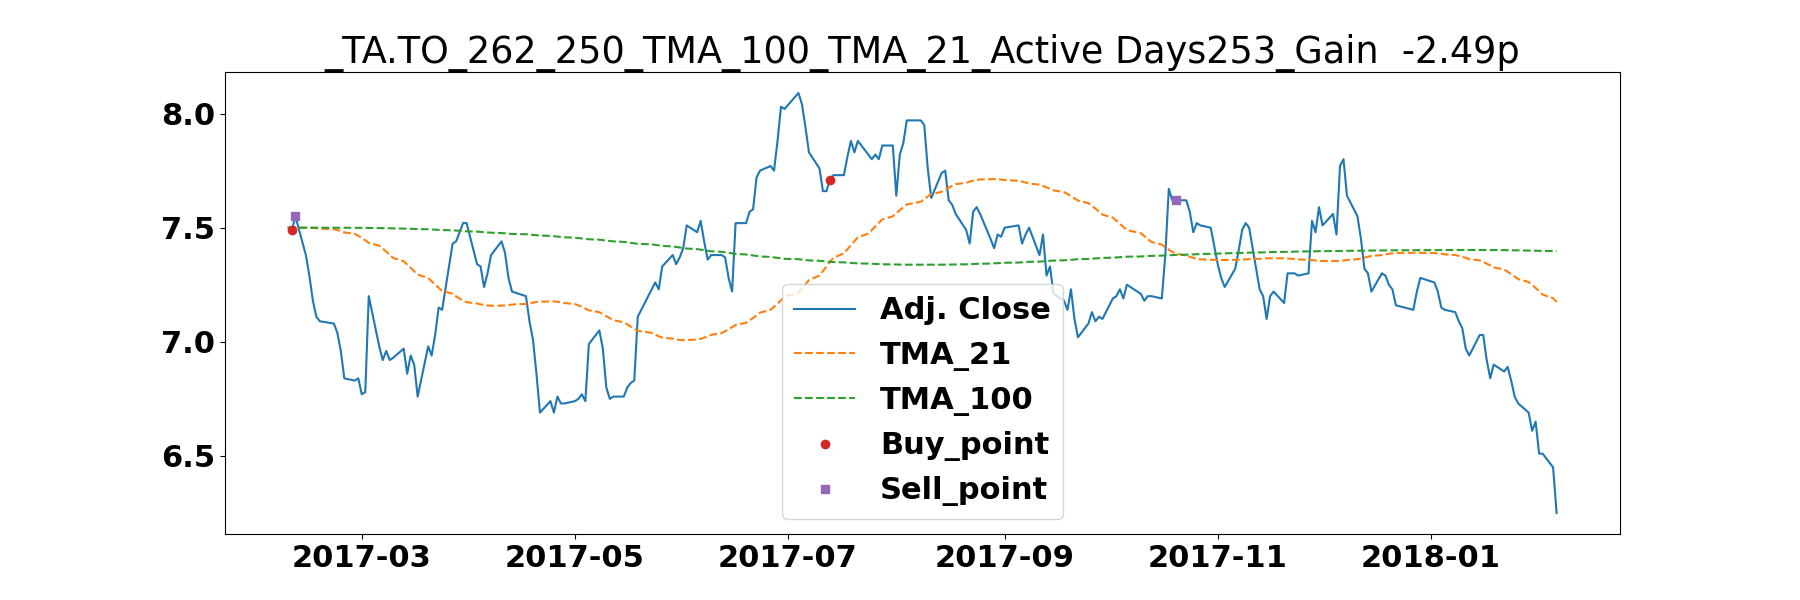 _TA.TO_262_250_TMA_100_TMA_21_Active Days253_Gain  -2.49p
8.0
7.5
7.0
6.5
Adj. Close
TMA_21
TMA_100
Buy_point
Sell_point
2017-03 2017-05 2017-07 2017-09 2017-11 2018-01